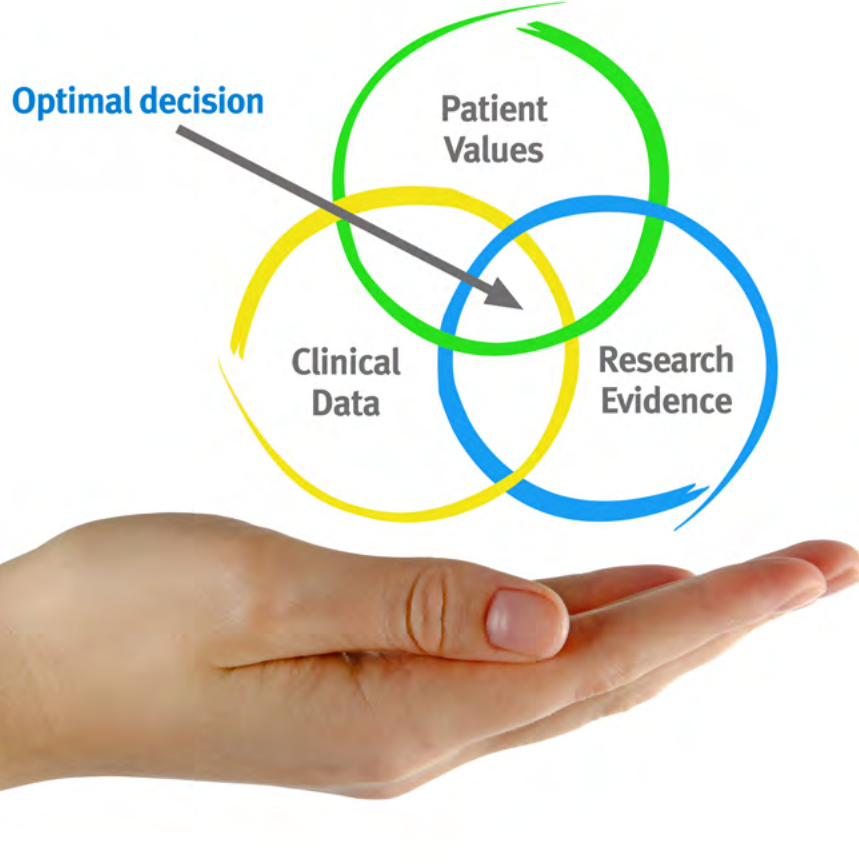 Optimal decision
Patient
Values
Clinical
Data
Research
Evidence